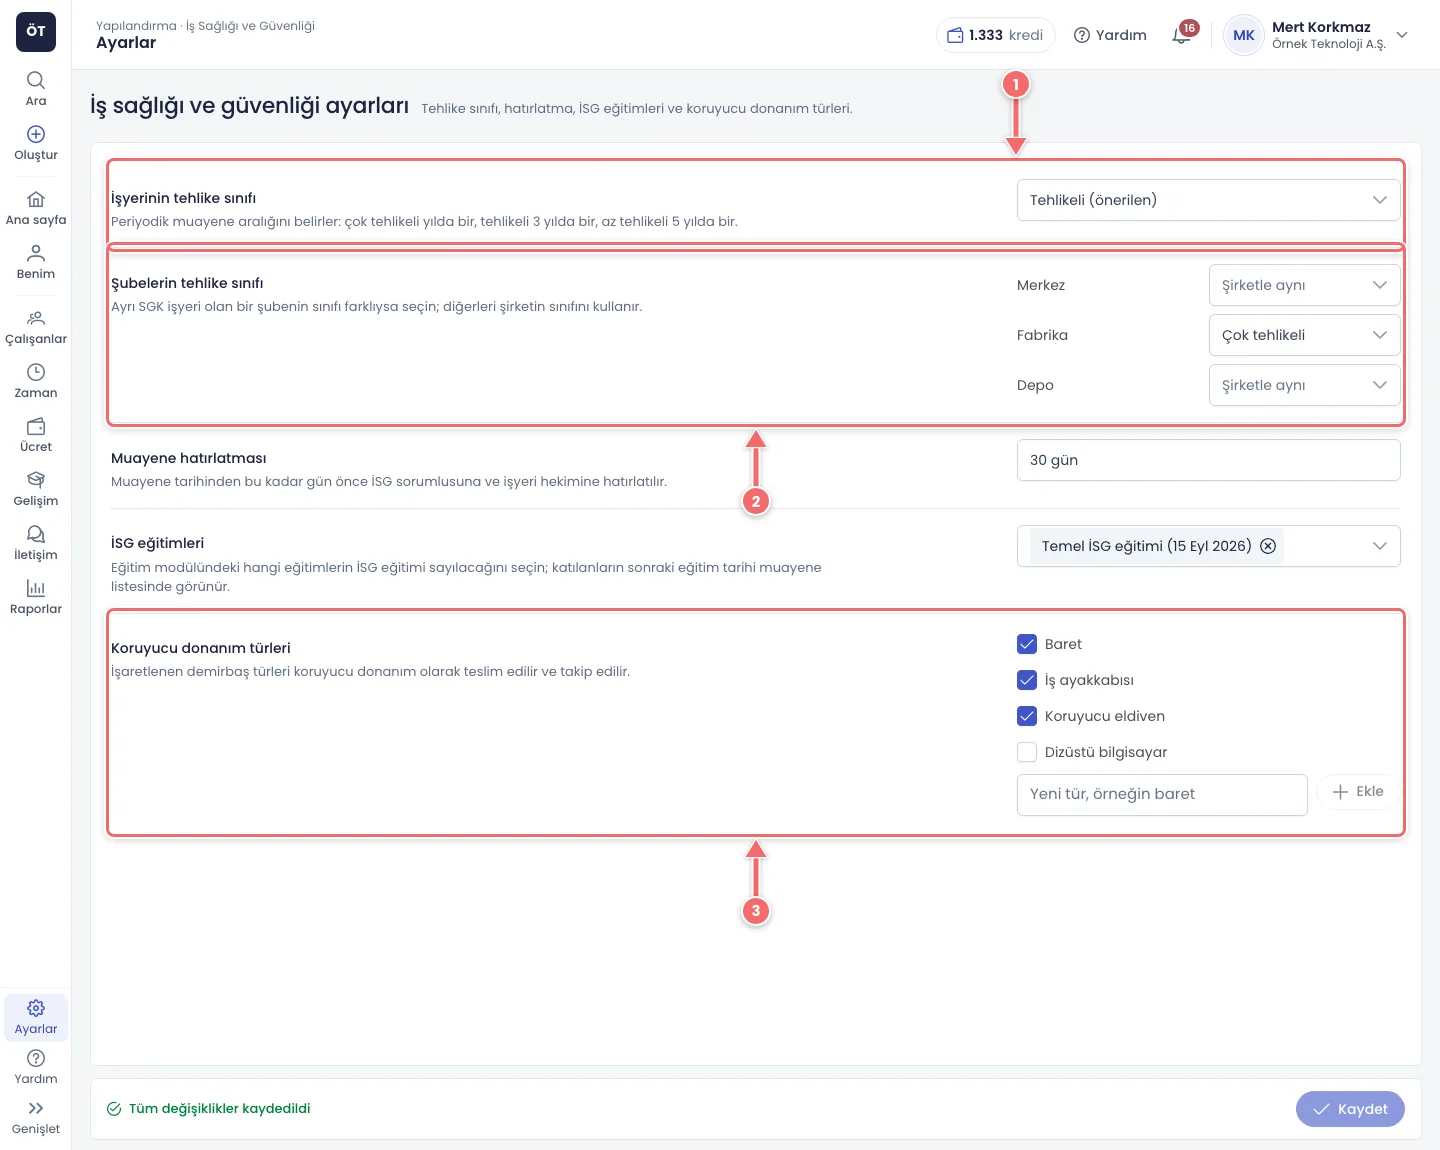 ÖT
Ara
Oluştur
Ana sayfa
Benim
Çalışanlar
Zaman
Ücret
Gelişim
İletişim
Raporlar
Ayarlar
Yardım
Genişlet
Yapılandırma · İş Sağlığı ve Güvenliği
Ayarlar
1.333 kredi
Yardım
16
MK
Mert Korkmaz
Örnek Teknoloji A.Ş.
İş sağlığı ve güvenliği ayarları
Tehlike sınıfı, hatırlatma, İSG eğitimleri ve koruyucu donanım türleri.
1
İşyerinin tehlike sınıfı
Periyodik muayene aralığını belirler: çok tehlikeli yılda bir, tehlikeli 3 yılda bir, az tehlikeli 5 yılda bir.
Tehlikeli (önerilen)
Şubelerin tehlike sınıfı
Ayrı SGK işyeri olan bir şubenin sınıfı farklıysa seçin; diğerleri şirketin sınıfını kullanır.
Merkez
Şirketle aynı
Fabrika
Çok tehlikeli
Depo
Şirketle aynı
Muayene hatırlatması
Muayene tarihinden bu kadar gün önce İSG sorumlusuna ve işyeri hekimine hatırlatılır.
30 gün
2
İSG eğitimleri
Eğitim modülündeki hangi eğitimlerin İSG eğitimi sayılacağını seçin; katılanların sonraki eğitim tarihi muayene
listesinde görünür.
Temel İSG eğitimi (15 Eyl 2026)
Koruyucu donanım türleri
İşaretlenen demirbaş türleri koruyucu donanım olarak teslim edilir ve takip edilir.
Baret
İş ayakkabısı
Koruyucu eldiven
Dizüstü bilgisayar
Yeni tür, örneğin baret
Ekle
3
Tüm değişiklikler kaydedildi
Kaydet